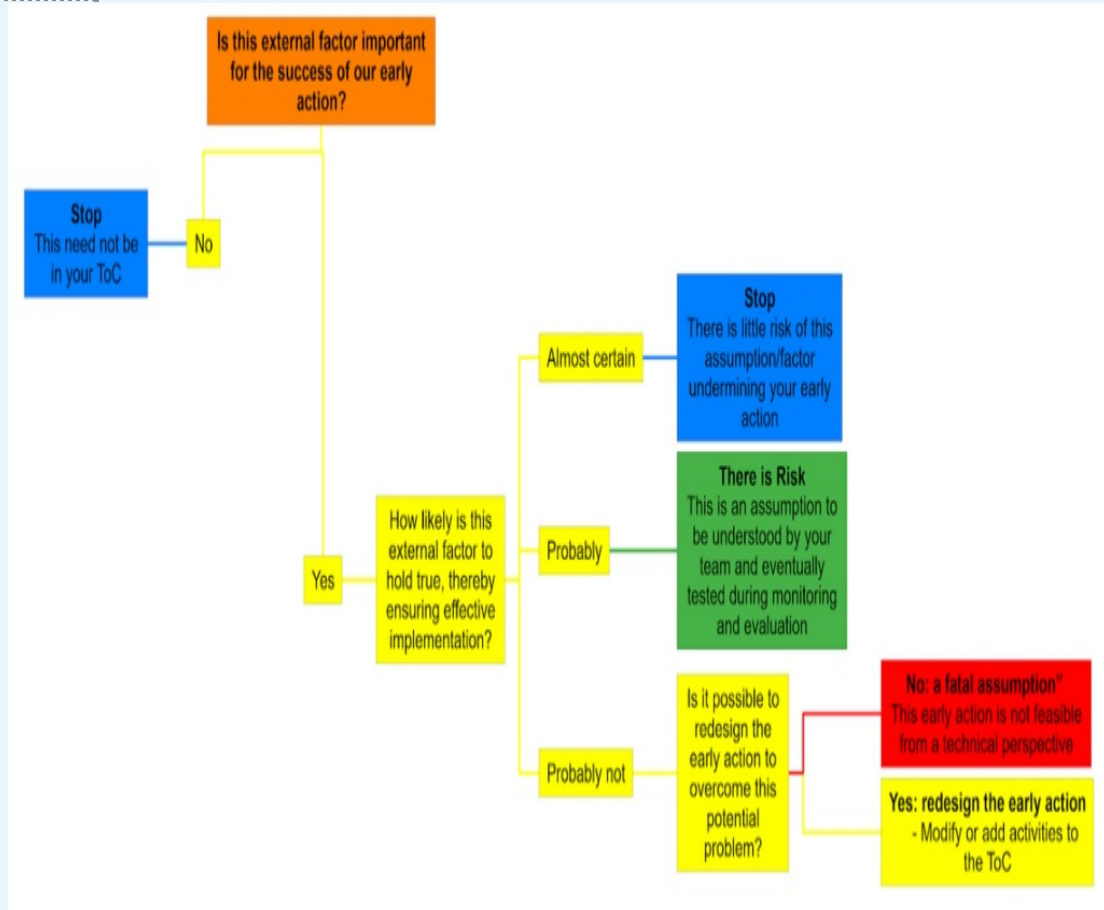 Is this external factor important
for the success of our early
action?
Stop
This need not be
in your ToC
No
Almost certain
Stop
There is little risk of this
assumption/factor
undermining your early
action
Yes
How likely is this
external factor to
hold true, thereby
ensuring effective
implementation?
Probably
There is Risk
This is an assumption to
be understood by your
team and eventually
tested during monitoring
and evaluation
Probably not
Is it possible to
redesign the
early action to
overcome this
potential
problem?
No: a fatal assumption"
This early action is not feasible
from a technical perspective
Yes: redesign the early action
- Modify or add activities to
the ToC